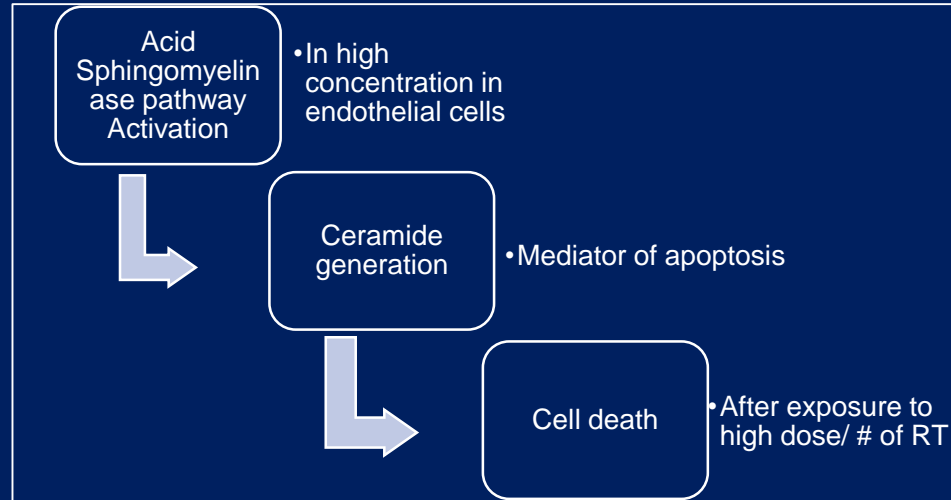 Acid
Sphingomyelin
ase pathway
Activation
•In high
concentration in
endothelial cells
Ceramide
generation
•Mediator of apoptosis
Cell death
•After exposure to
high dose/ # of RT